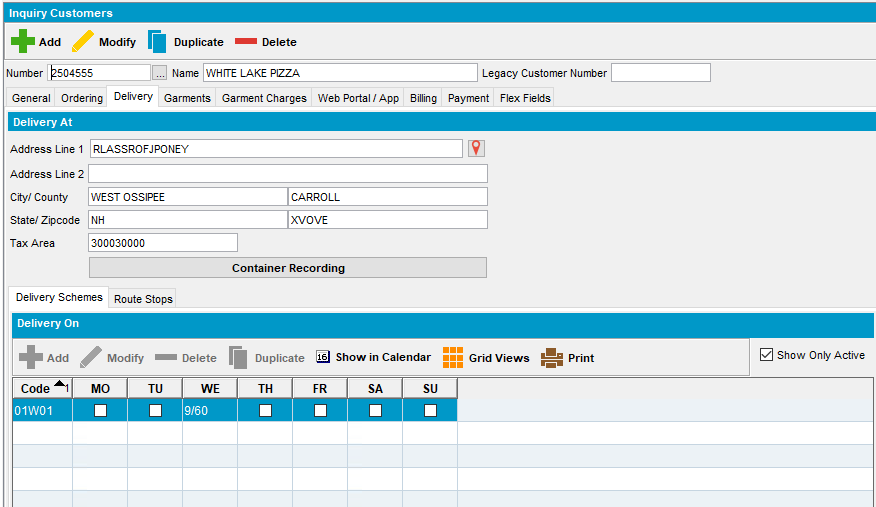 Inquiry Customers
Add Modify Duplicate Delete
Number 2504555 ... Name WHITE LAKE PIZZA Legacy Customer Number
General Ordering Delivery Garments Garment Charges Web Portal / App Billing Payment Flex Fields
Delivery At
Address Line 1 RLASSROFJPONEY
Address Line 2
City/ County WEST OSSIPEE CARROLL
State/ Zipcode NH XVOVE
Tax Area 300030000
Container Recording
Delivery Schemes Route Stops
Delivery On
Add Modify Delete Duplicate 16 Show in Calendar Grid Views Print Show Only Active
Code 1 MO TU WE TH FR SA SU
01W01 9/60